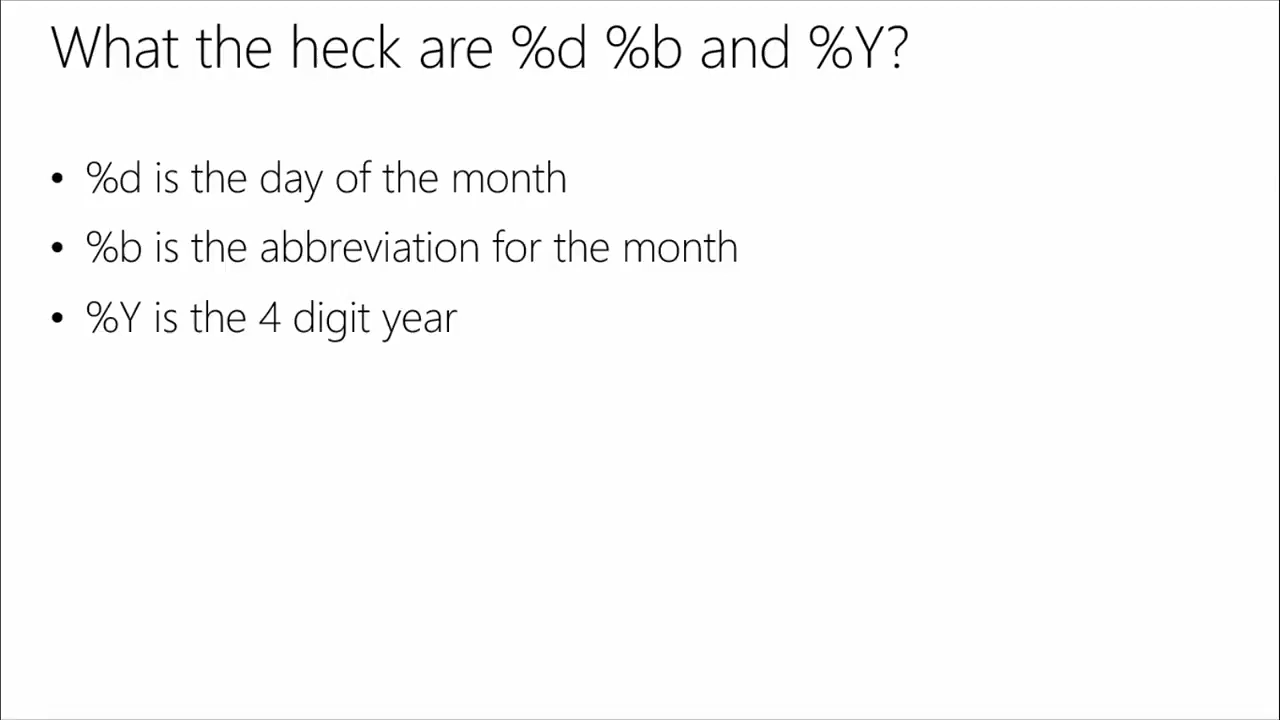 What the heck are %d %b and %Y?
• %d is the day of the month
• %b is the abbreviation for the month
• %Y is the 4 digit year